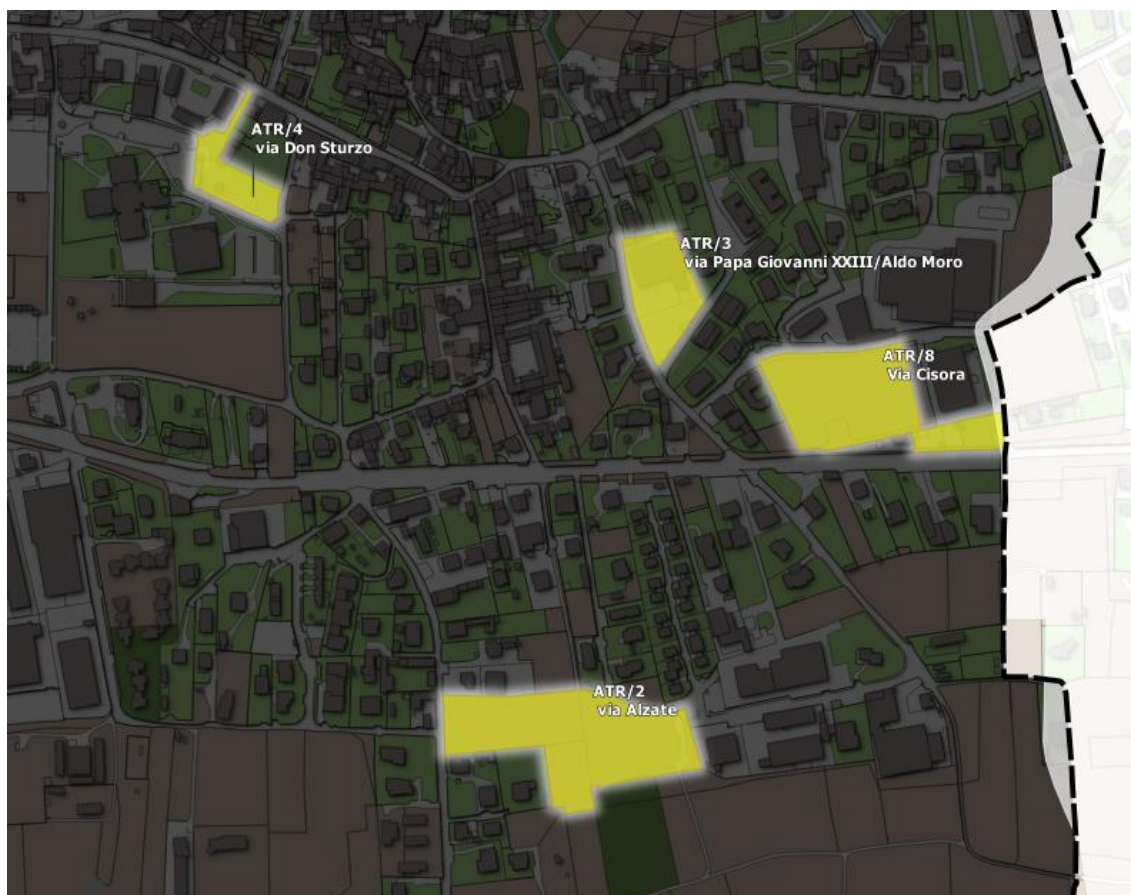 ATR/4
via Don Sturzo
ATR/3
via Papa Giovanni XXIII/Aldo Moro
ATR/8
Via Cisora
ATR/2
via Alzate